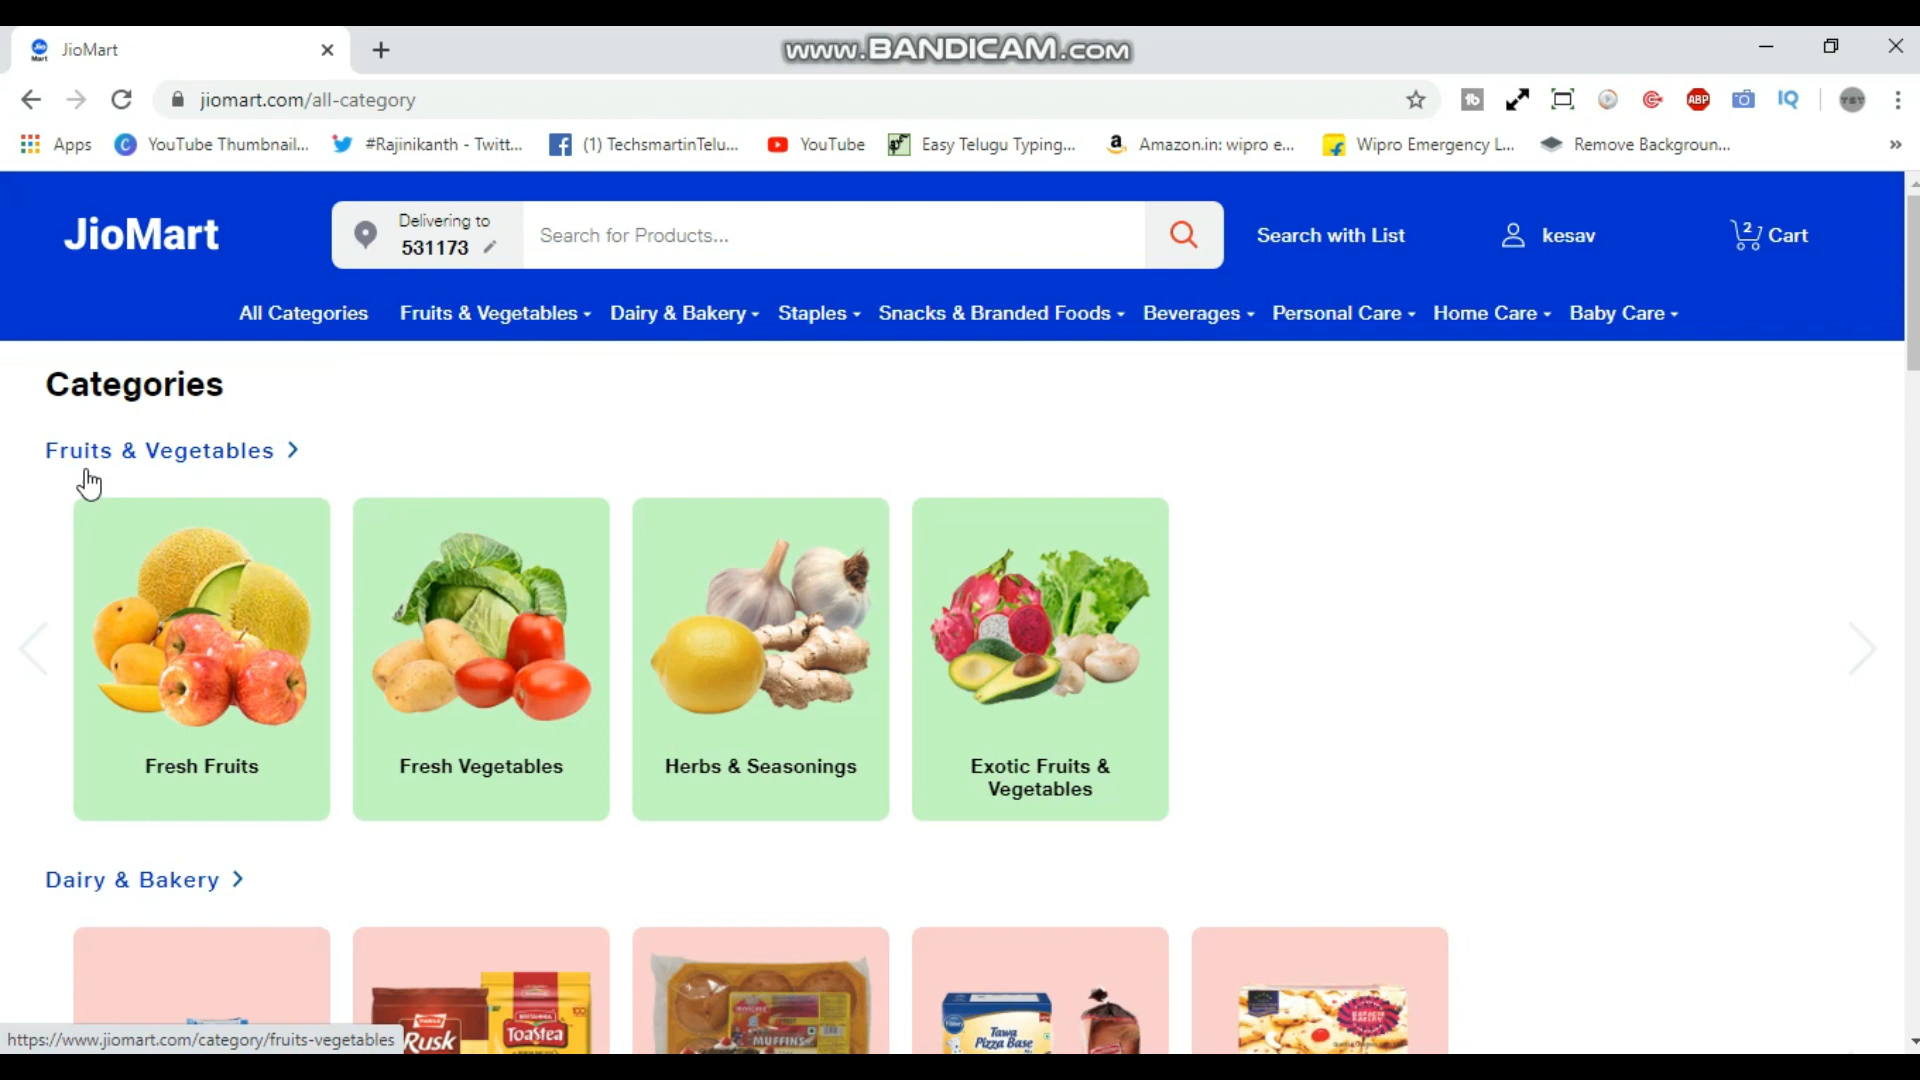 www.BANDICAM.com
JioMart
jiomart.com/all-category
Apps YouTube Thumbnail... #Rajinikanth - Twitt... (1) TechsmartinTelu... YouTube Easy Telugu Typing... Amazon.in: wipro e... Wipro Emergency L... Remove Backgroun... »
ABP IQ
JioMart
Delivering to
531173
Search for Products...
Search with List
kesav
2
Cart
All Categories Fruits & Vegetables Dairy & Bakery Staples Snacks & Branded Foods Beverages Personal Care Home Care Baby Care
Categories
Fruits & Vegetables
Fresh Fruits
Fresh Vegetables
Herbs & Seasonings
Exotic Fruits &
Vegetables
Dairy & Bakery
Rusk
Toastea
MUFFINS
Tawa
Pizza Base
https://www.jiomart.com/category/fruits-vegetables